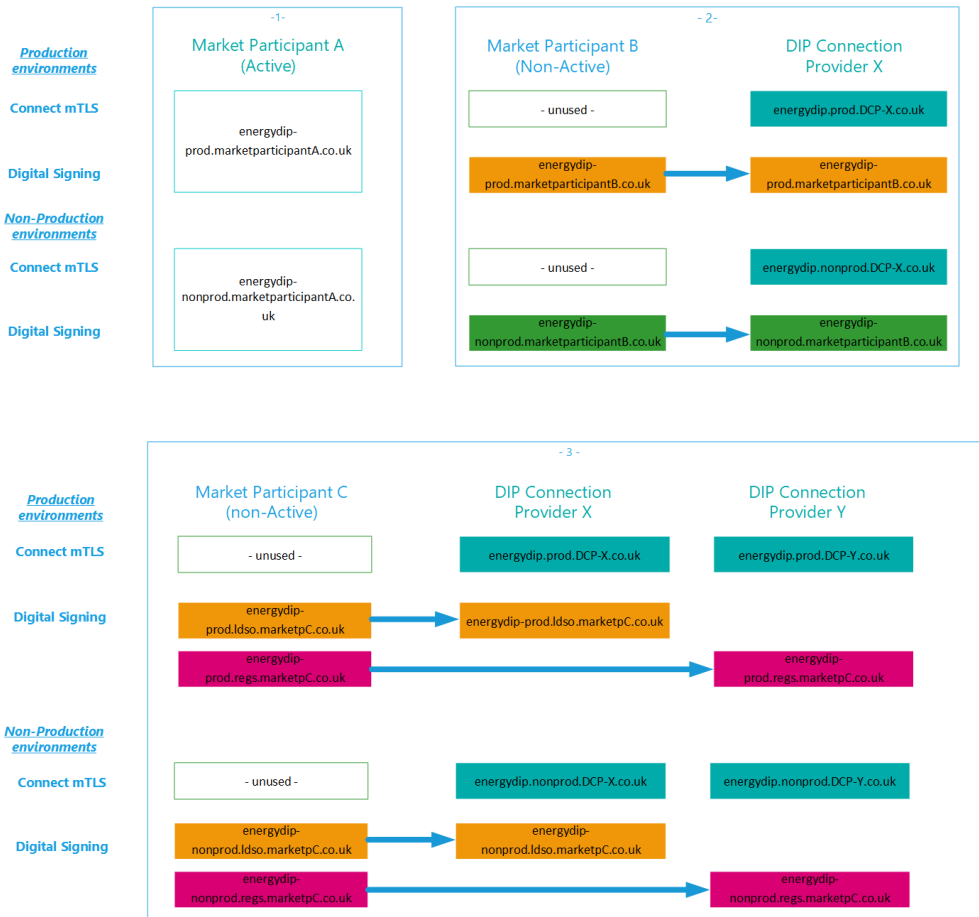 -1-
- 2-
Production
environments
Market Participant A
(Active)
Market Participant B
(Non-Active)
DIP Connection
Provider X
Connect mTLS
energydip-
prod.marketparticipantA.co.uk
- unused -
energydip.prod.DCP-X.co.uk
Digital Signing
energydip-
prod.marketparticipantB.co.uk
energydip-
prod.marketparticipantB.co.uk
Non-Production
environments
Connect mTLS
energydip-
nonprod.marketparticipantA.co.
uk
- unused -
energydip.nonprod.DCP-X.co.uk
Digital Signing
energydip-
nonprod.marketparticipantB.co.uk
energydip-
nonprod.marketparticipantB.co.uk
- 3 -
Production
environments
Market Participant C
(non-Active)
DIP Connection
Provider X
DIP Connection
Provider Y
Connect mTLS
- unused -
energydip.prod.DCP-X.co.uk
energydip.prod.DCP-Y.co.uk
Digital Signing
energydip-
prod.ldso.marketpC.co.uk
energydip-prod.ldso.marketpC.co.uk
energydip-
prod.regs.marketpC.co.uk
energydip-
prod.regs.marketpC.co.uk
Non-Production
environments
Connect mTLS
- unused -
energydip.nonprod.DCP-X.co.uk
energydip.nonprod.DCP-Y.co.uk
Digital Signing
energydip-
nonprod.ldso.marketpC.co.uk
energydip-
nonprod.ldso.marketpC.co.uk
energydip-
nonprod.regs.marketpC.co.uk
energydip-
nonprod.regs.marketpC.co.uk